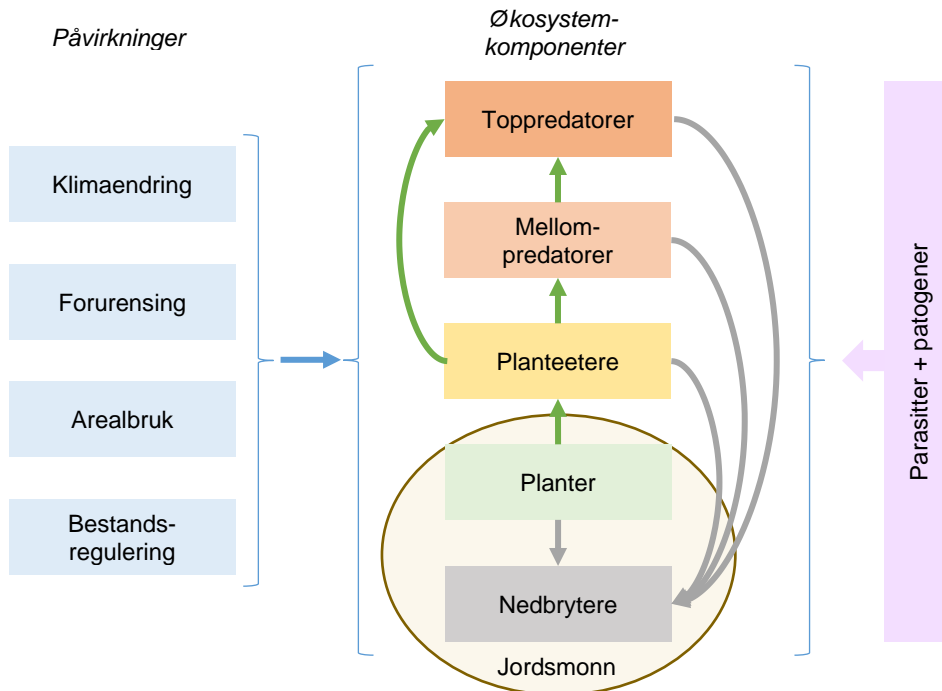 Påvirkninger
Økosystem-
komponenter
Klimaendring
Forurensing
Arealbruk
Bestands-
regulering
Toppredatorer
Mellom-
predatorer
Planteetere
Planter
Nedbrytere
Jordsmonn
Parasitter + patogener